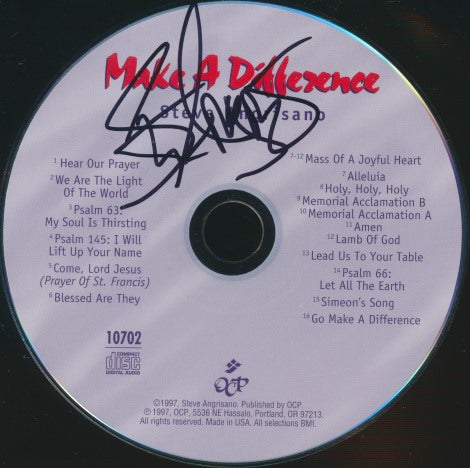 Make A Difference
Steve Angrisano
1 Hear Our Prayer
2 We Are The Light
Of The World
3 Psalm 63:
My Soul Is Thirsting
4 Psalm 145: I Will
Lift Up Your Name
5 Come, Lord Jesus
(Prayer Of St. Francis)
6 Blessed Are They
7-12 Mass Of A Joyful Heart
7 Alleluia
8 Holy, Holy, Holy
9 Memorial Acclamation B
10 Memorial Acclamation A
11 Amen
12 Lamb Of God
13 Lead Us To Your Table
14 Psalm 66:
Let All The Earth
15 Simeon's Song
16 Go Make A Difference
10702
COMPACT
disc
DIGITAL AUDIO
OCP
©1997, Steve Angrisano. Published by OCP.
℗ 1997, OCP, 5536 NE Hassalo, Portland, OR 97213.
All rights reserved. Made in USA. All selections BMI.